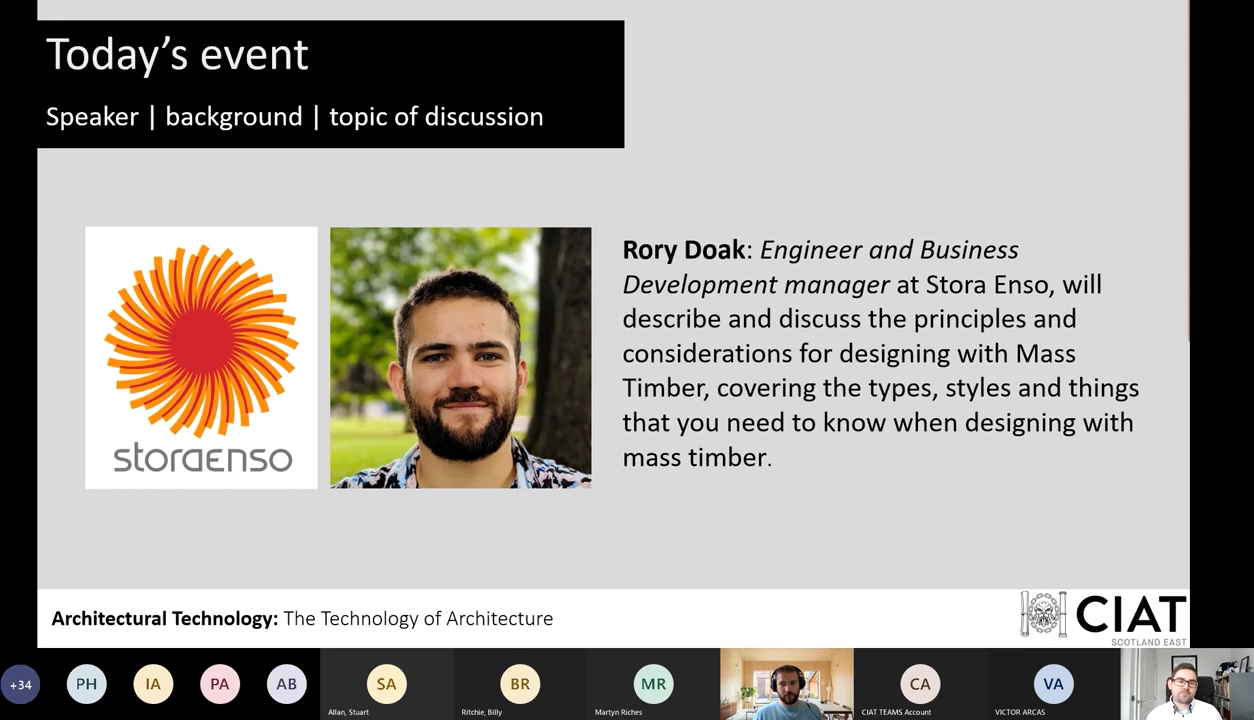 Today's event
Speaker | background | topic of discussion
storaenso
Rory Doak: Engineer and Business
Development manager at Stora Enso, will
describe and discuss the principles and
considerations for designing with Mass
Timber, covering the types, styles and things
that you need to know when designing with
mass timber.
Architectural Technology: The Technology of Architecture
CIAT
SCOTLAND EAST
+34
PH
IA
PA
AB
SA
Allan, Stuart
BR
Ritchie, Billy
MR
Martyn Riches
CA
CIAT TEAMS Account
VA
VICTOR ARCAS